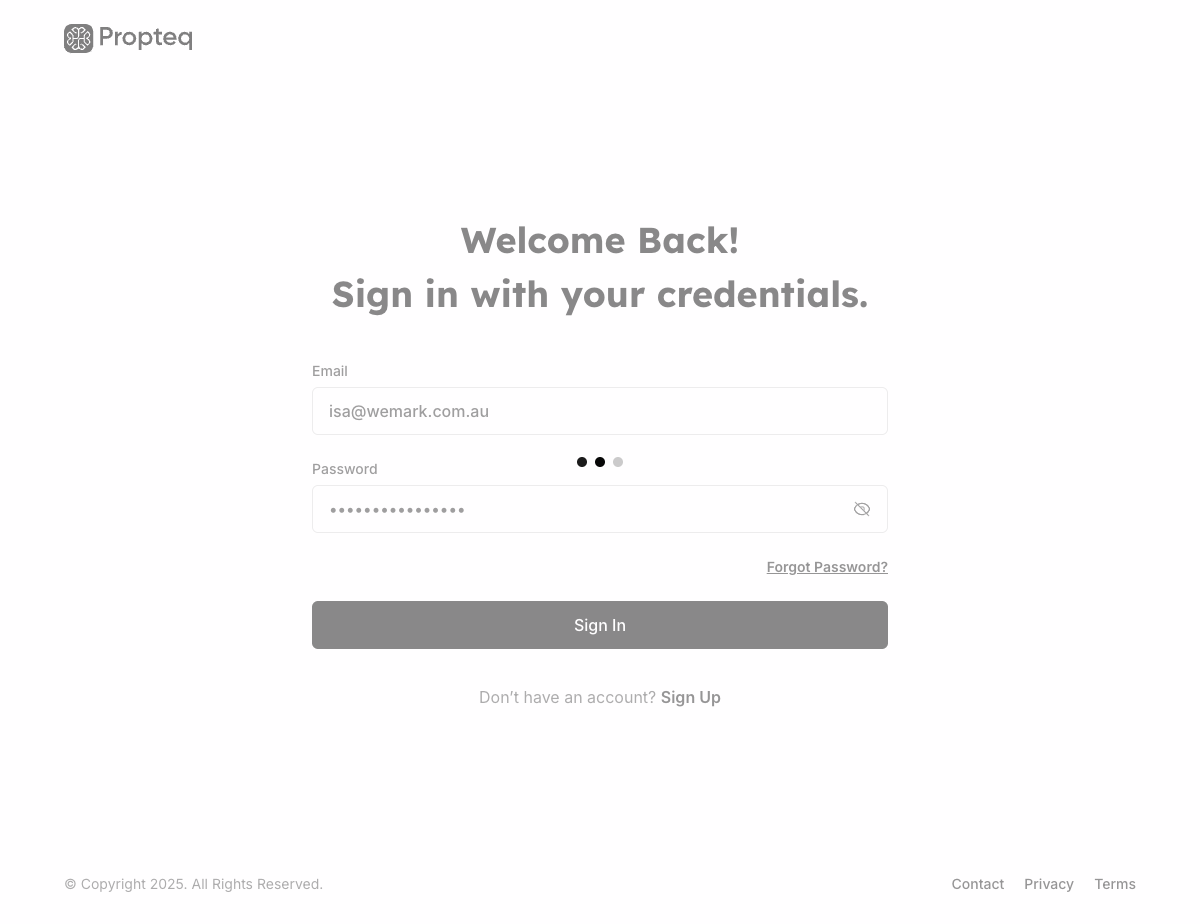 Propteq
Welcome Back!
Sign in with your credentials.
Email
isa@wemark.com.au
Password
••••••••••••••••
Forgot Password?
Sign In
Don’t have an account? Sign Up
© Copyright 2025. All Rights Reserved.
Contact Privacy Terms